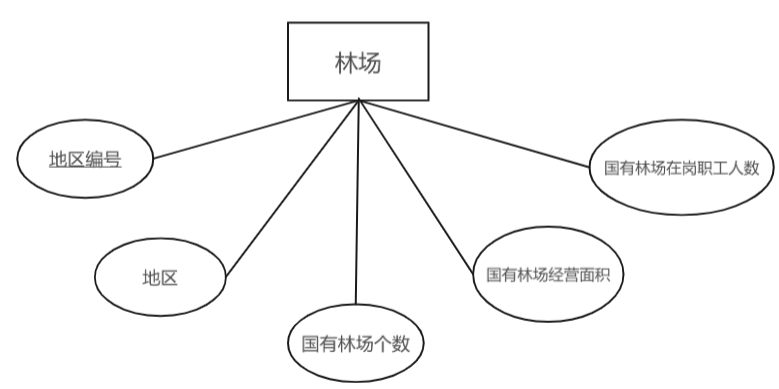 林场
地区编号
国有林场在岗职工人数
地区
国有林场经营面积
国有林场个数